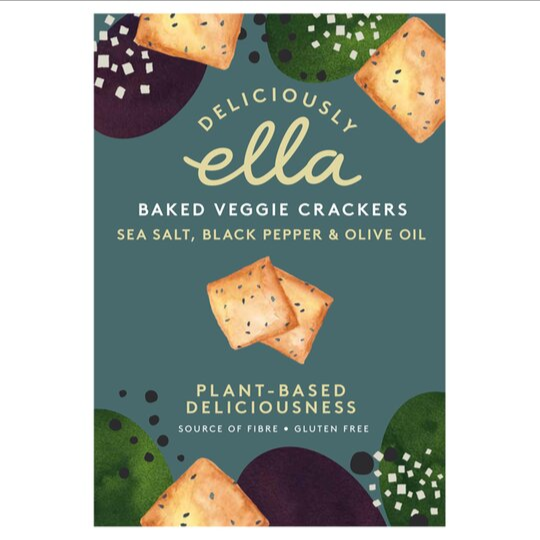 DELICIOUSLY
ella
BAKED VEGGIE CRACKERS
SEA SALT, BLACK PEPPER & OLIVE OIL
PLANT-BASED
DELICIOUSNESS
SOURCE OF FIBRE • GLUTEN FREE